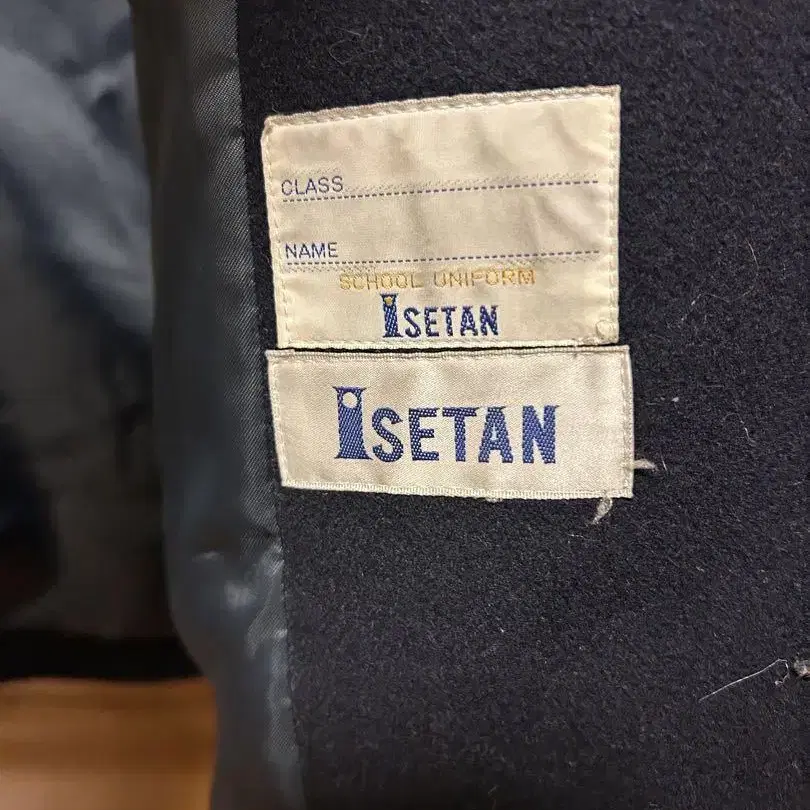 CLASS
NAME
SCHOOL UNIFORM
ISETAN
ISETAN